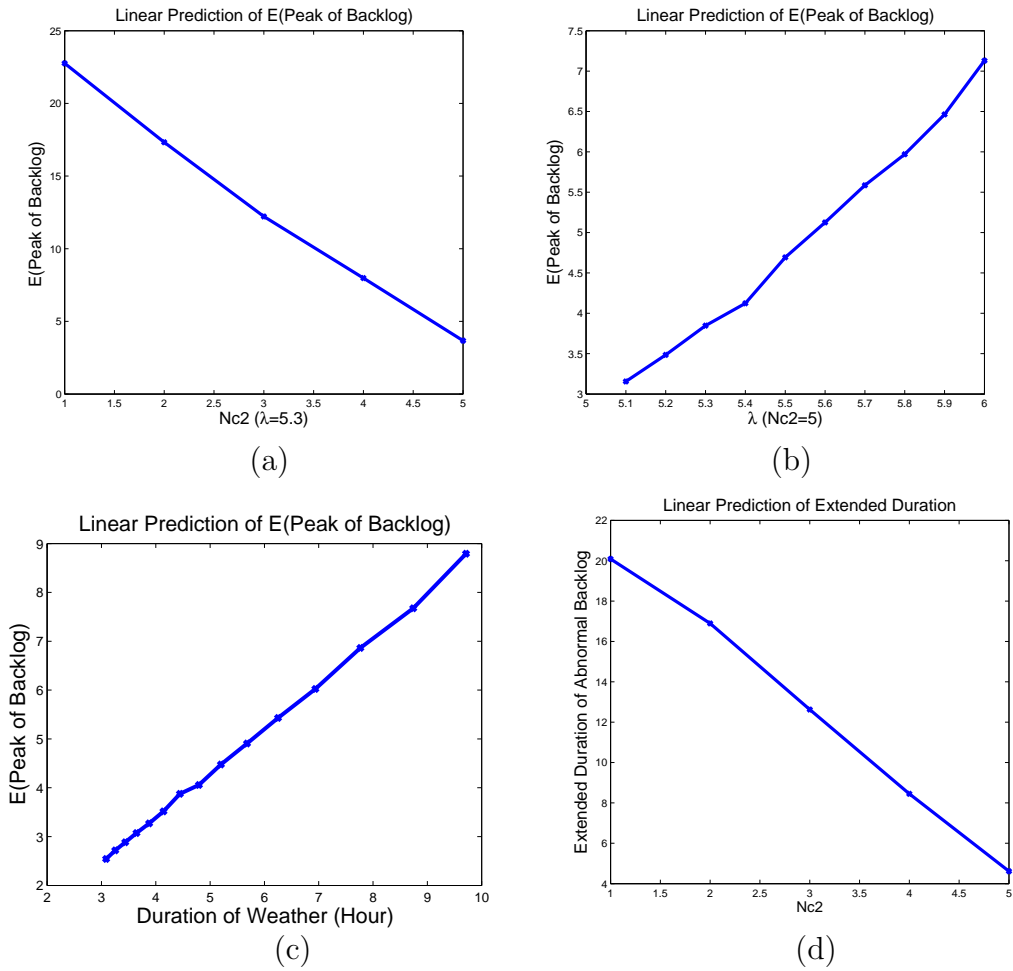 Linear Prediction of E(Peak of Backlog)
25
20
15
10
5
0
E(Peak of Backlog)
1 1.5 2 2.5 3 3.5 4 4.5 5
Nc2 (λ=5.3)
(a)
Linear Prediction of E(Peak of Backlog)
7.5
7
6.5
6
5.5
5
4.5
4
3.5
3
E(Peak of Backlog)
5 5.1 5.2 5.3 5.4 5.5 5.6 5.7 5.8 5.9 6
λ (Nc2=5)
(b)
Linear Prediction of E(Peak of Backlog)
9
8
7
6
5
4
3
2
E(Peak of Backlog)
2 3 4 5 6 7 8 9 10
Duration of Weather (Hour)
(c)
Linear Prediction of Extended Duration
22
20
18
16
14
12
10
8
6
4
Extended Duration of Abnormal Backlog
1 1.5 2 2.5 3 3.5 4 4.5 5
Nc2
(d)